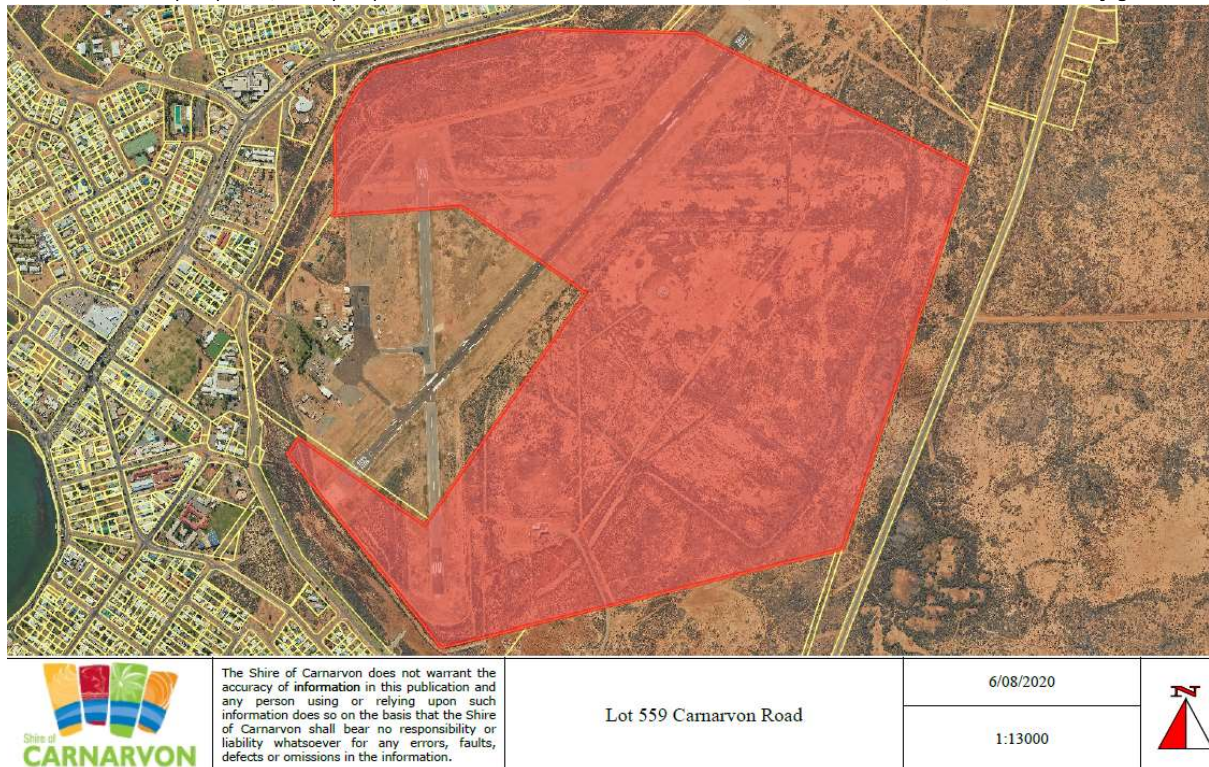 The Shire of Carnarvon does not warrant the
accuracy of information in this publication and
any person using or relying upon such
information does so on the basis that the Shire
of Carnarvon shall bear no responsibility or
liability whatsoever for any errors, faults,
defects or omissions in the information.
Shire of
CARNARVON
Lot 559 Carnarvon Road
6/08/2020
1:13000
N